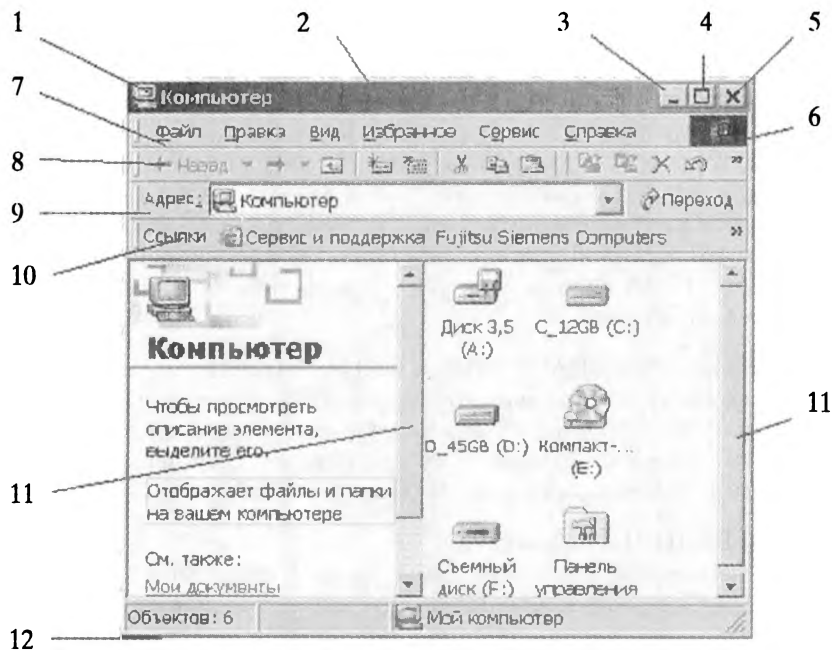 1 2 3 4 5
Компьютер
7
Файл Правка Вид Избранное Сервис Справка
6
8 Назад
9 Адрес: Компьютер Переход
10 Ссылки Сервис и поддержка Fujitsu Siemens Computers
Компьютер
Чтобы просмотреть
описание элемента,
выделите его.
Отображает файлы и папки
на вашем компьютере
См. также:
Мои документы
Диск 3,5
(A:)
C_12GB (C:)
D_45GB (D:)
Компакт-...
(E:)
Съемный
диск (F:)
Панель
управления
11
11
Объектов: 6 Мой компьютер
12